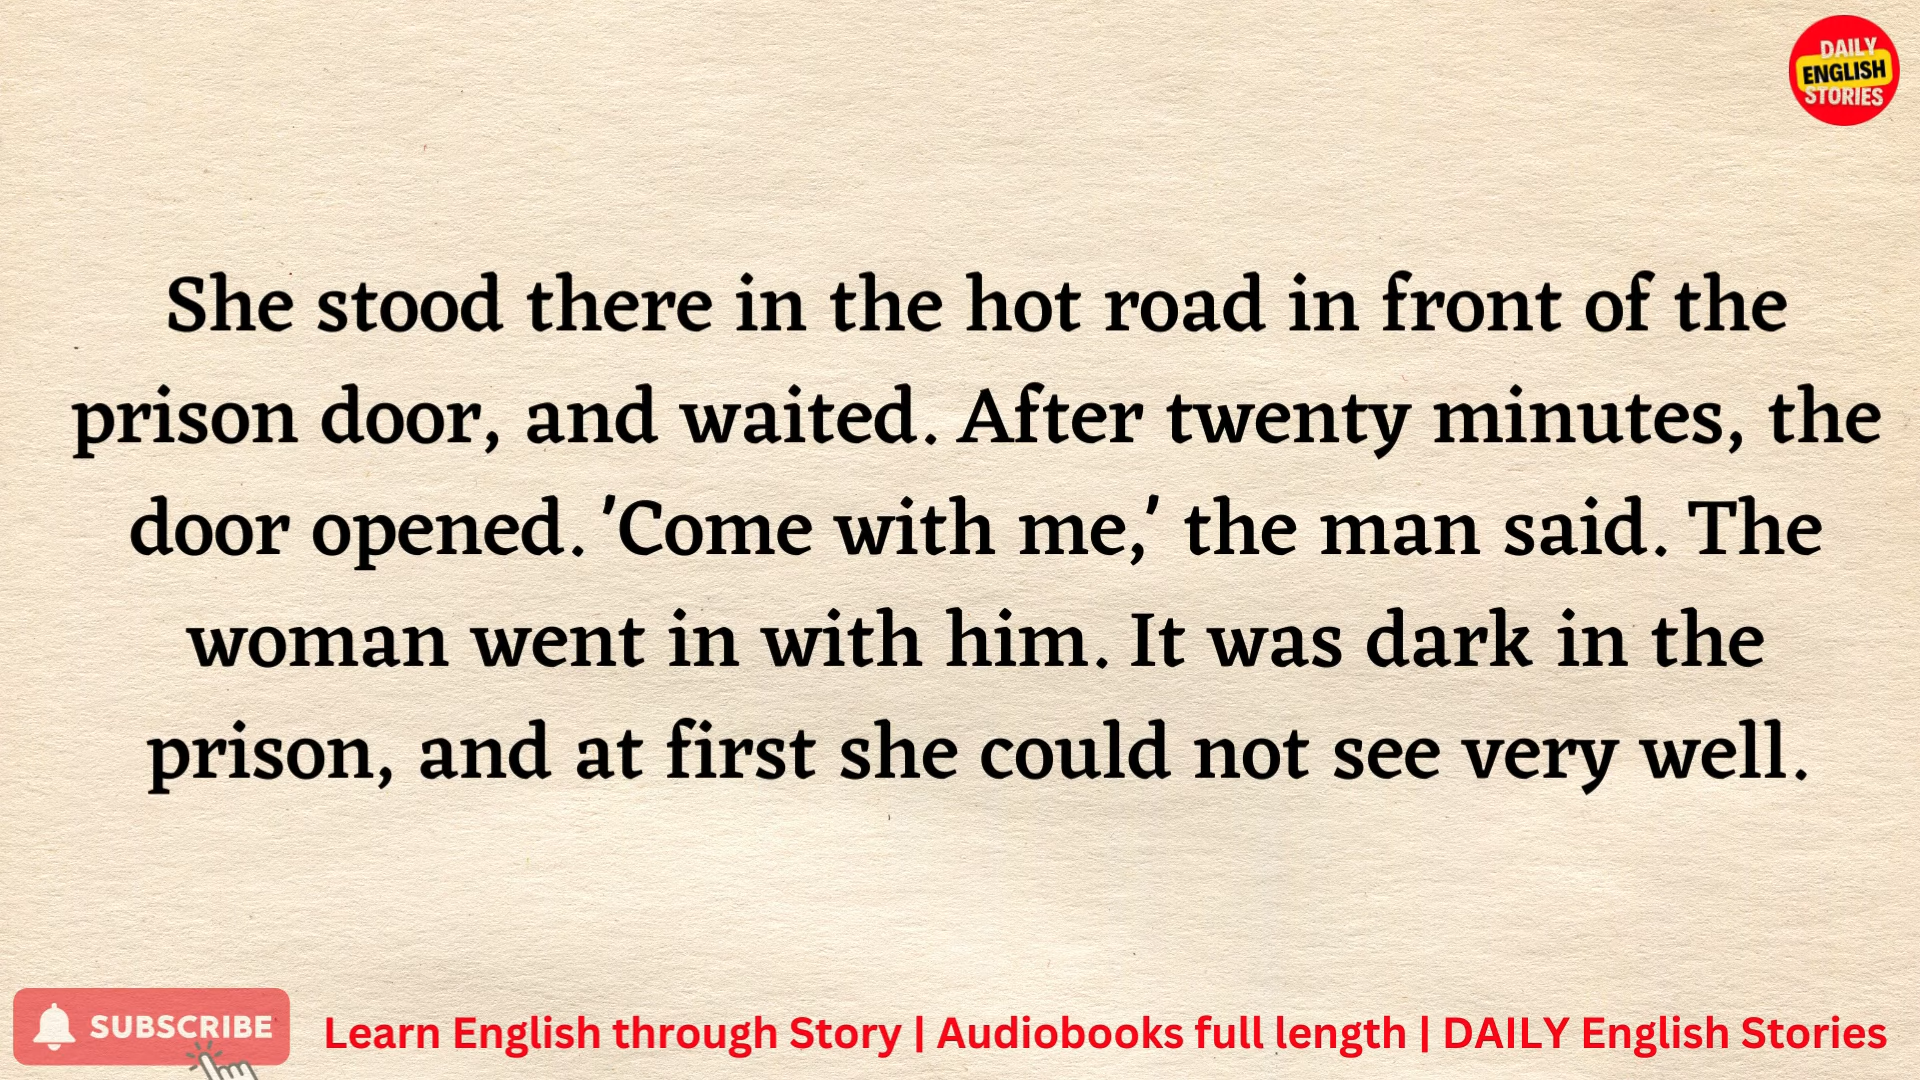 DAILY
ENGLISH
STORIES
She stood there in the hot road in front of the
prison door, and waited. After twenty minutes, the
door opened. 'Come with me,' the man said. The
woman went in with him. It was dark in the
prison, and at first she could not see very well.
SUBSCRIBE
Learn English through Story | Audiobooks full length | DAILY English Stories